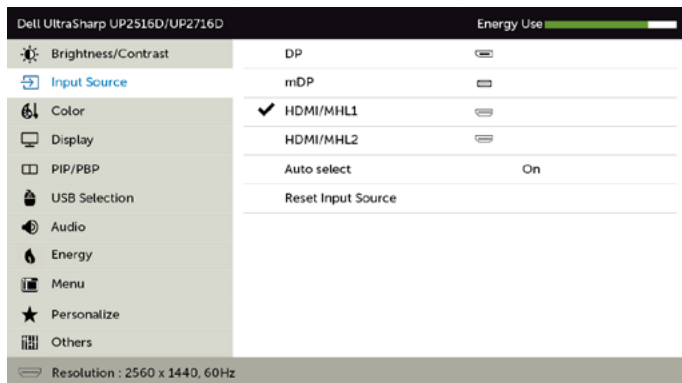 Dell UltraSharp UP2516D/UP2716D Energy Use
Brightness/Contrast DP
Input Source mDP
Color HDMI/MHL1
Display HDMI/MHL2
PIP/PBP Auto select On
USB Selection Reset Input Source
Audio
Energy
Menu
Personalize
Others
Resolution : 2560 x 1440, 60Hz